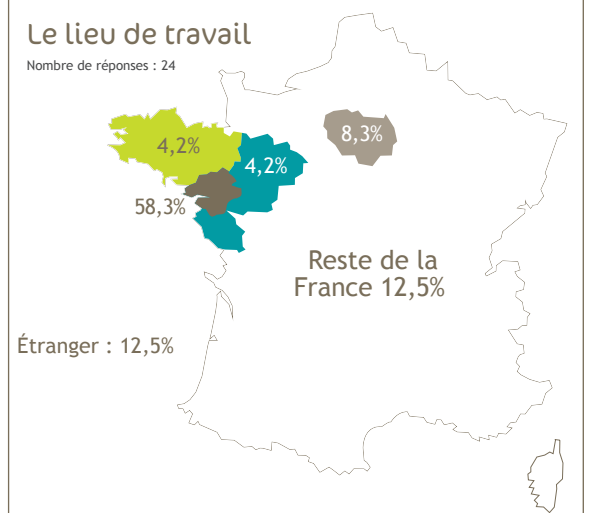 Le lieu de travail
Nombre de réponses : 24
8,3%
4,2%
4,2%
58,3%
Reste de la
France 12,5%
Étranger : 12,5%